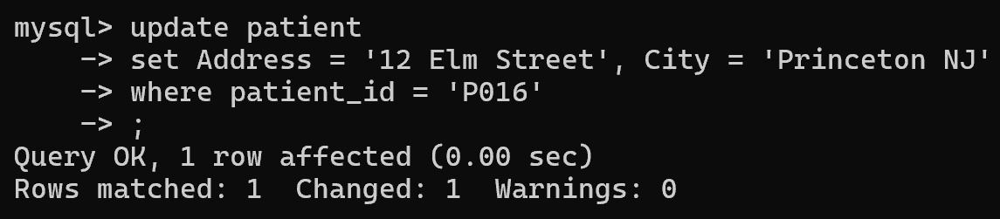 mysql> update patient
    -> set Address = '12 Elm Street', City = 'Princeton NJ'
    -> where patient_id = 'P016'
    -> ;
Query OK, 1 row affected (0.00 sec)
Rows matched: 1  Changed: 1  Warnings: 0